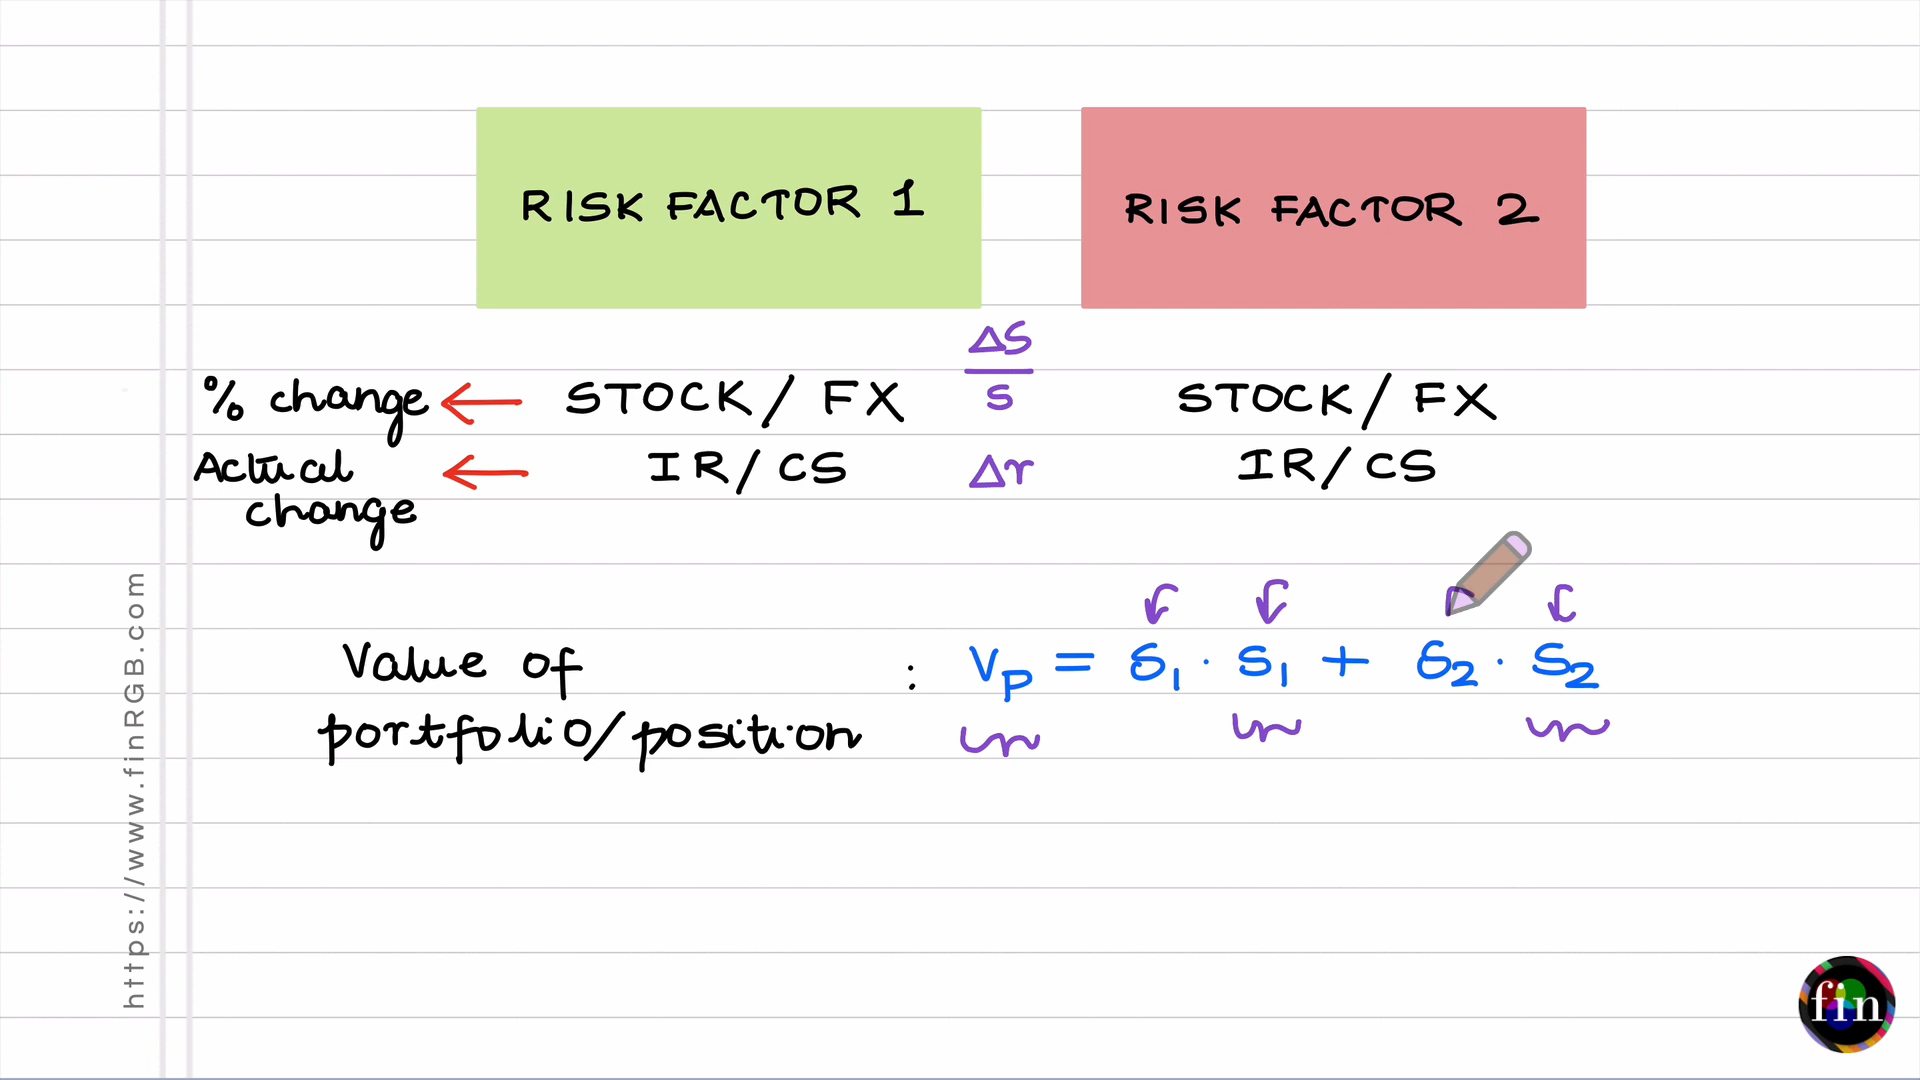 RISK FACTOR 1
RISK FACTOR 2
ΔS
S
% change ← STOCK / FX
STOCK / FX
Actual change ← IR / CS
Δr
IR / CS
Value of portfolio/position : Vp = δ1 · S1 + δ2 · S2
https://www.finRGB.com
fin